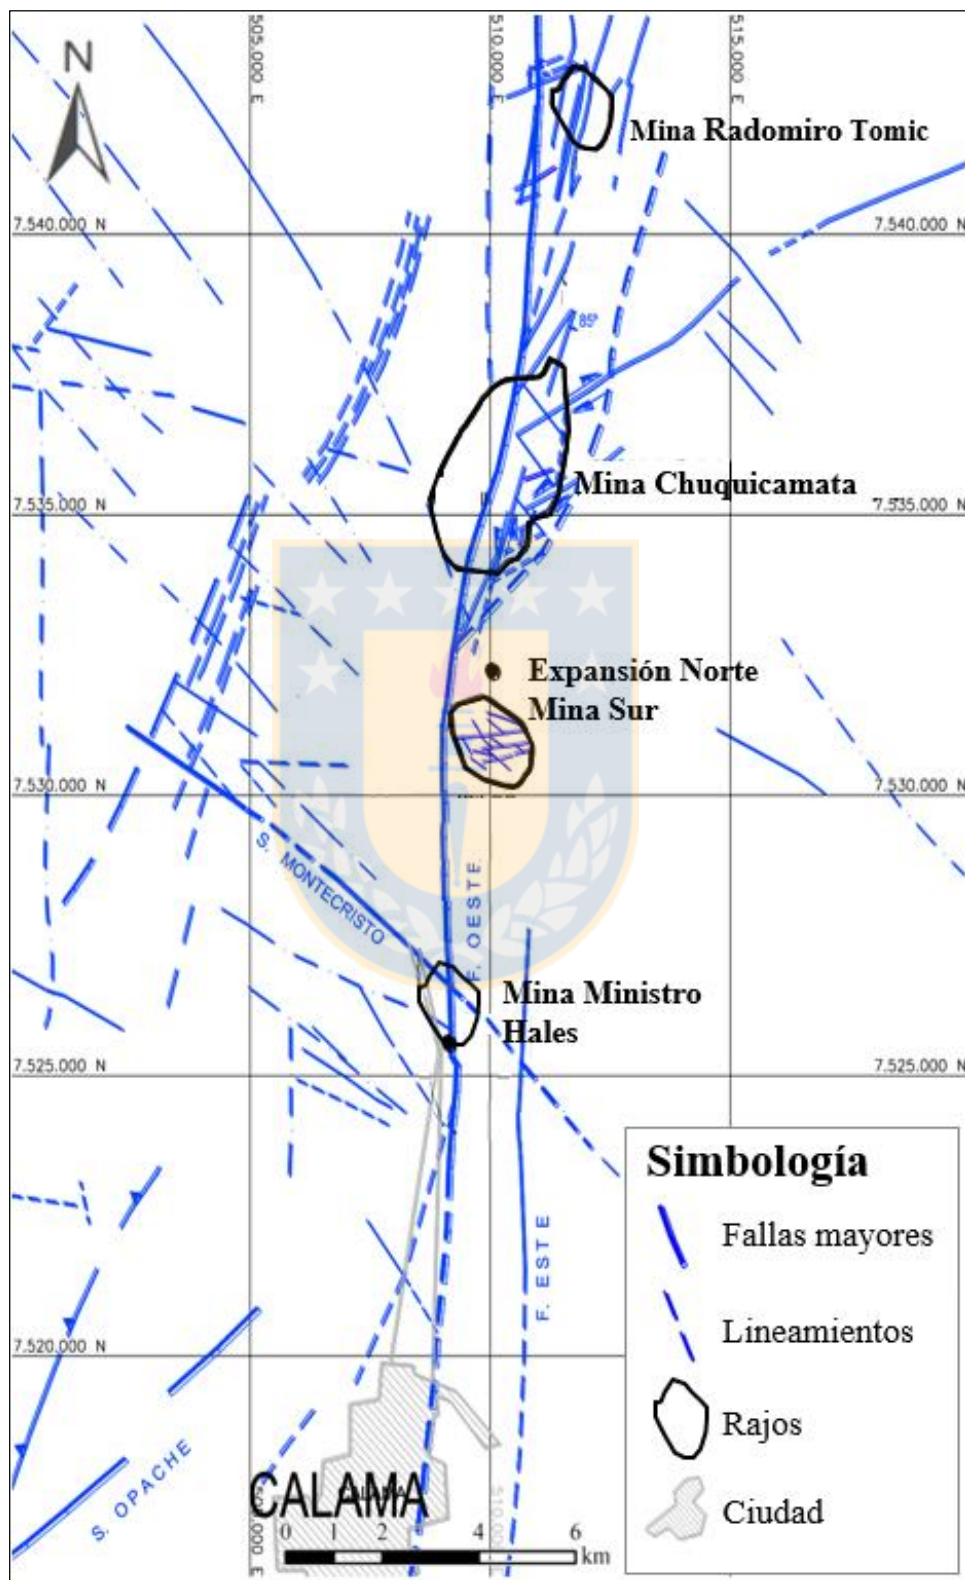 505.000 E
510.000 E
515.000 E
N
Mina Radomiro Tomic
7.540.000 N
7.540.000 N
85º
Mina Chuquicamata
7.535.000 N
7.535.000 N
Expansión Norte
Mina Sur
7.530.000 N
7.530.000 N
S. MONTECRISTO
F. OESTE
Mina Ministro
Hales
7.525.000 N
7.525.000 N
F. ESTE
7.520.000 N
S. OPACHE
CALAMA
CALAMA
0 1 2 4 6
km
Simbología
Fallas mayores
Lineamientos
Rajos
Ciudad